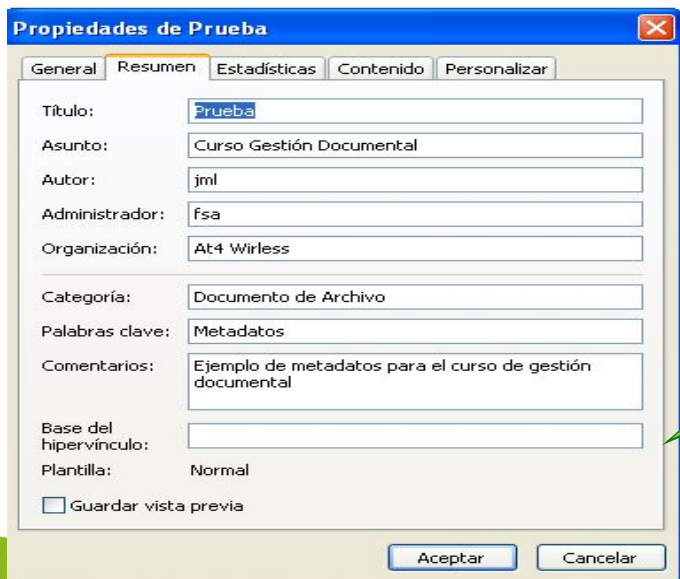 Propiedades de Prueba
General Resumen Estadísticas Contenido Personalizar
Título: Prueba
Asunto: Curso Gestión Documental
Autor: jml
Administrador: fsa
Organización: At4 Wirless
Categoría: Documento de Archivo
Palabras clave: Metadatos
Comentarios: Ejemplo de metadatos para el curso de gestión
documental
Base del
hipervínculo:
Plantilla: Normal
Guardar vista previa
Aceptar Cancelar